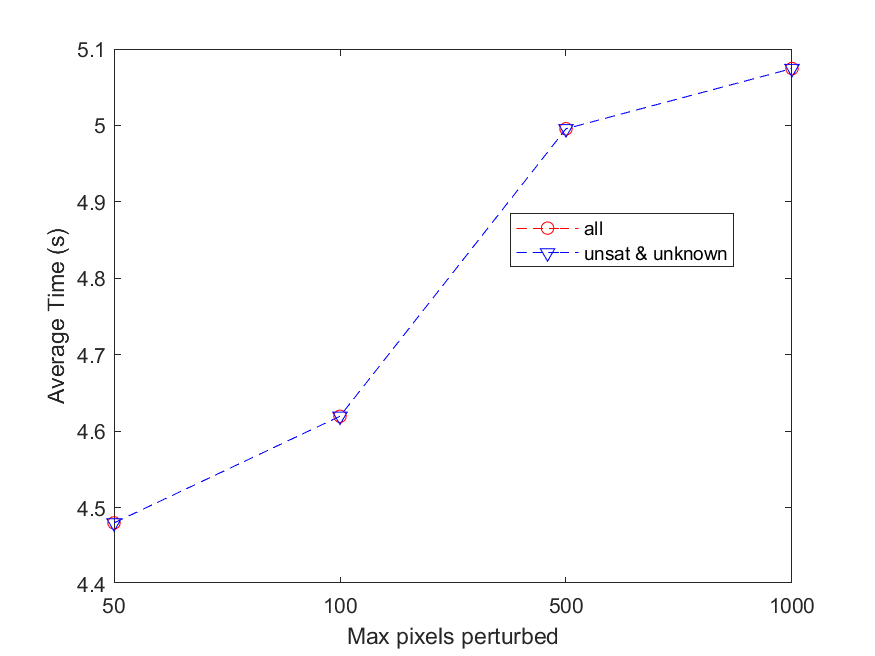 5.1
5
4.9
4.8
4.7
4.6
4.5
4.4
Average Time (s)
all
unsat & unknown
50 100 500 1000
Max pixels perturbed